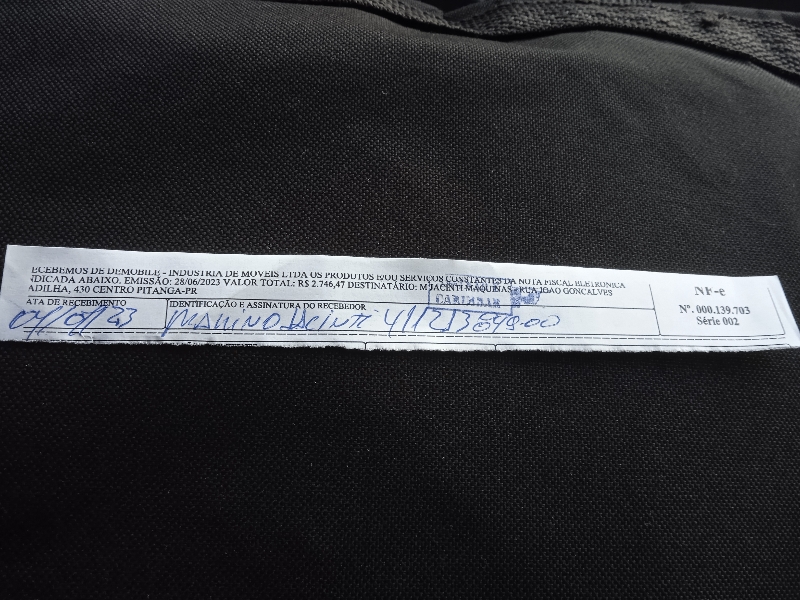 ECEBEMOS DE DEMOBILE - INDUSTRIA DE MOVEIS LTDA OS PRODUTOS E/OU SERVIÇOS CONSTANTES DA NOTA FISCAL ELETRONICA
DICADA ABAIXO. EMISSÃO: 28/06/2023 VALOR TOTAL: R$ 2.746,47 DESTINATÁRIO: M JACINTI MAQUINAS - RUA JOAO GONCALVES
ADILHA, 430 CENTRO PITANGA-PR
ATA DE RECEBIMENTO
IDENTIFICAÇÃO E ASSINATURA DO RECEBEDOR
NF-e
Nº. 000.139.703
Série 002